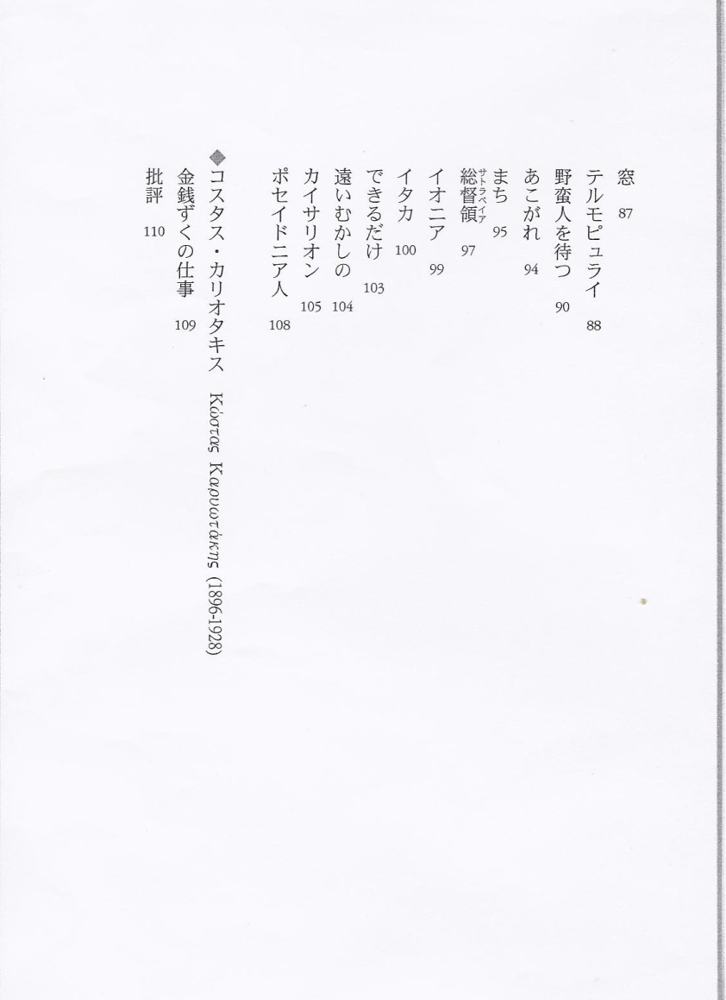 窓 87
テルモピュライ 88
野蛮人を待つ 90
あこがれ 94
まち 95
総督領 サトラペイア 97
イオニア 99
イタカ 100
できるだけ 103
遠いむかしの 104
カイサリオン 105
ポセイドニア人 108
◆コスタス・カリオタキス Κώστας Καρυωτάκης (1896-1928)
金銭ずくの仕事 109
批評 110